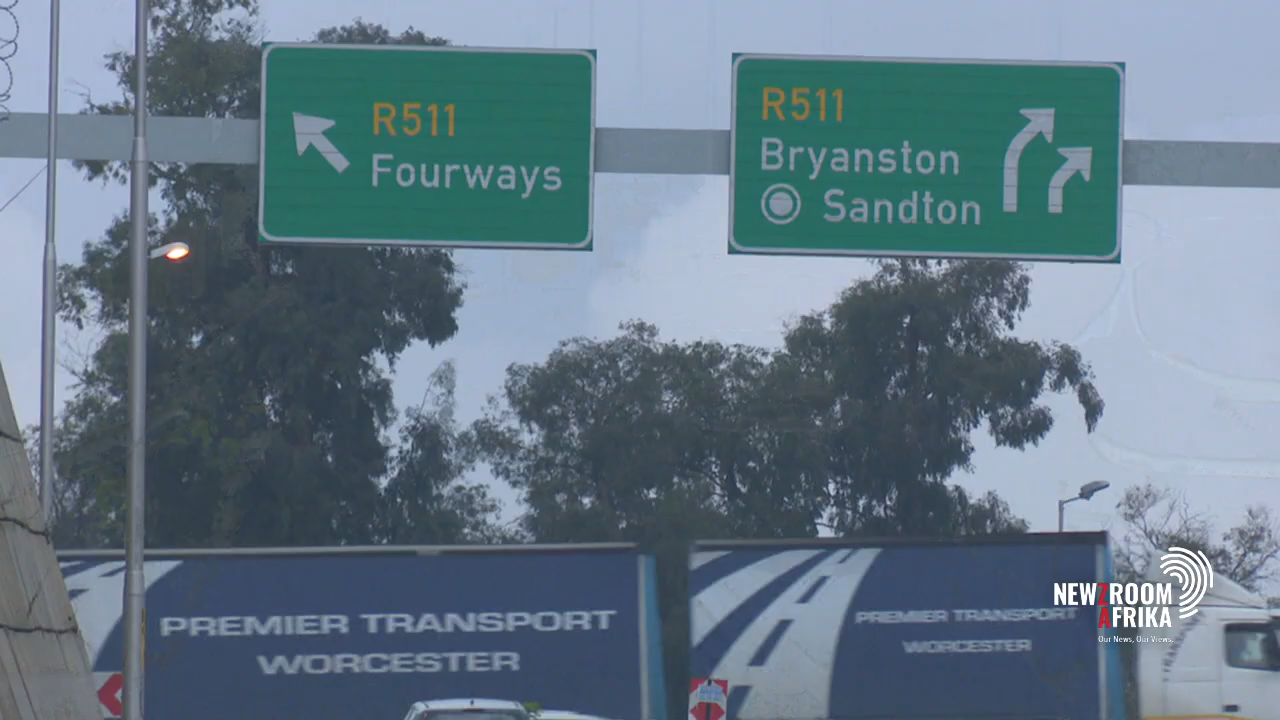 R511
Fourways
R511
Bryanston
Sandton
PREMIER TRANSPORT
WORCESTER
PREMIER TRANSPORT
WORCESTER
NEWZROOM
AFRIKA
Our News, Our Views.